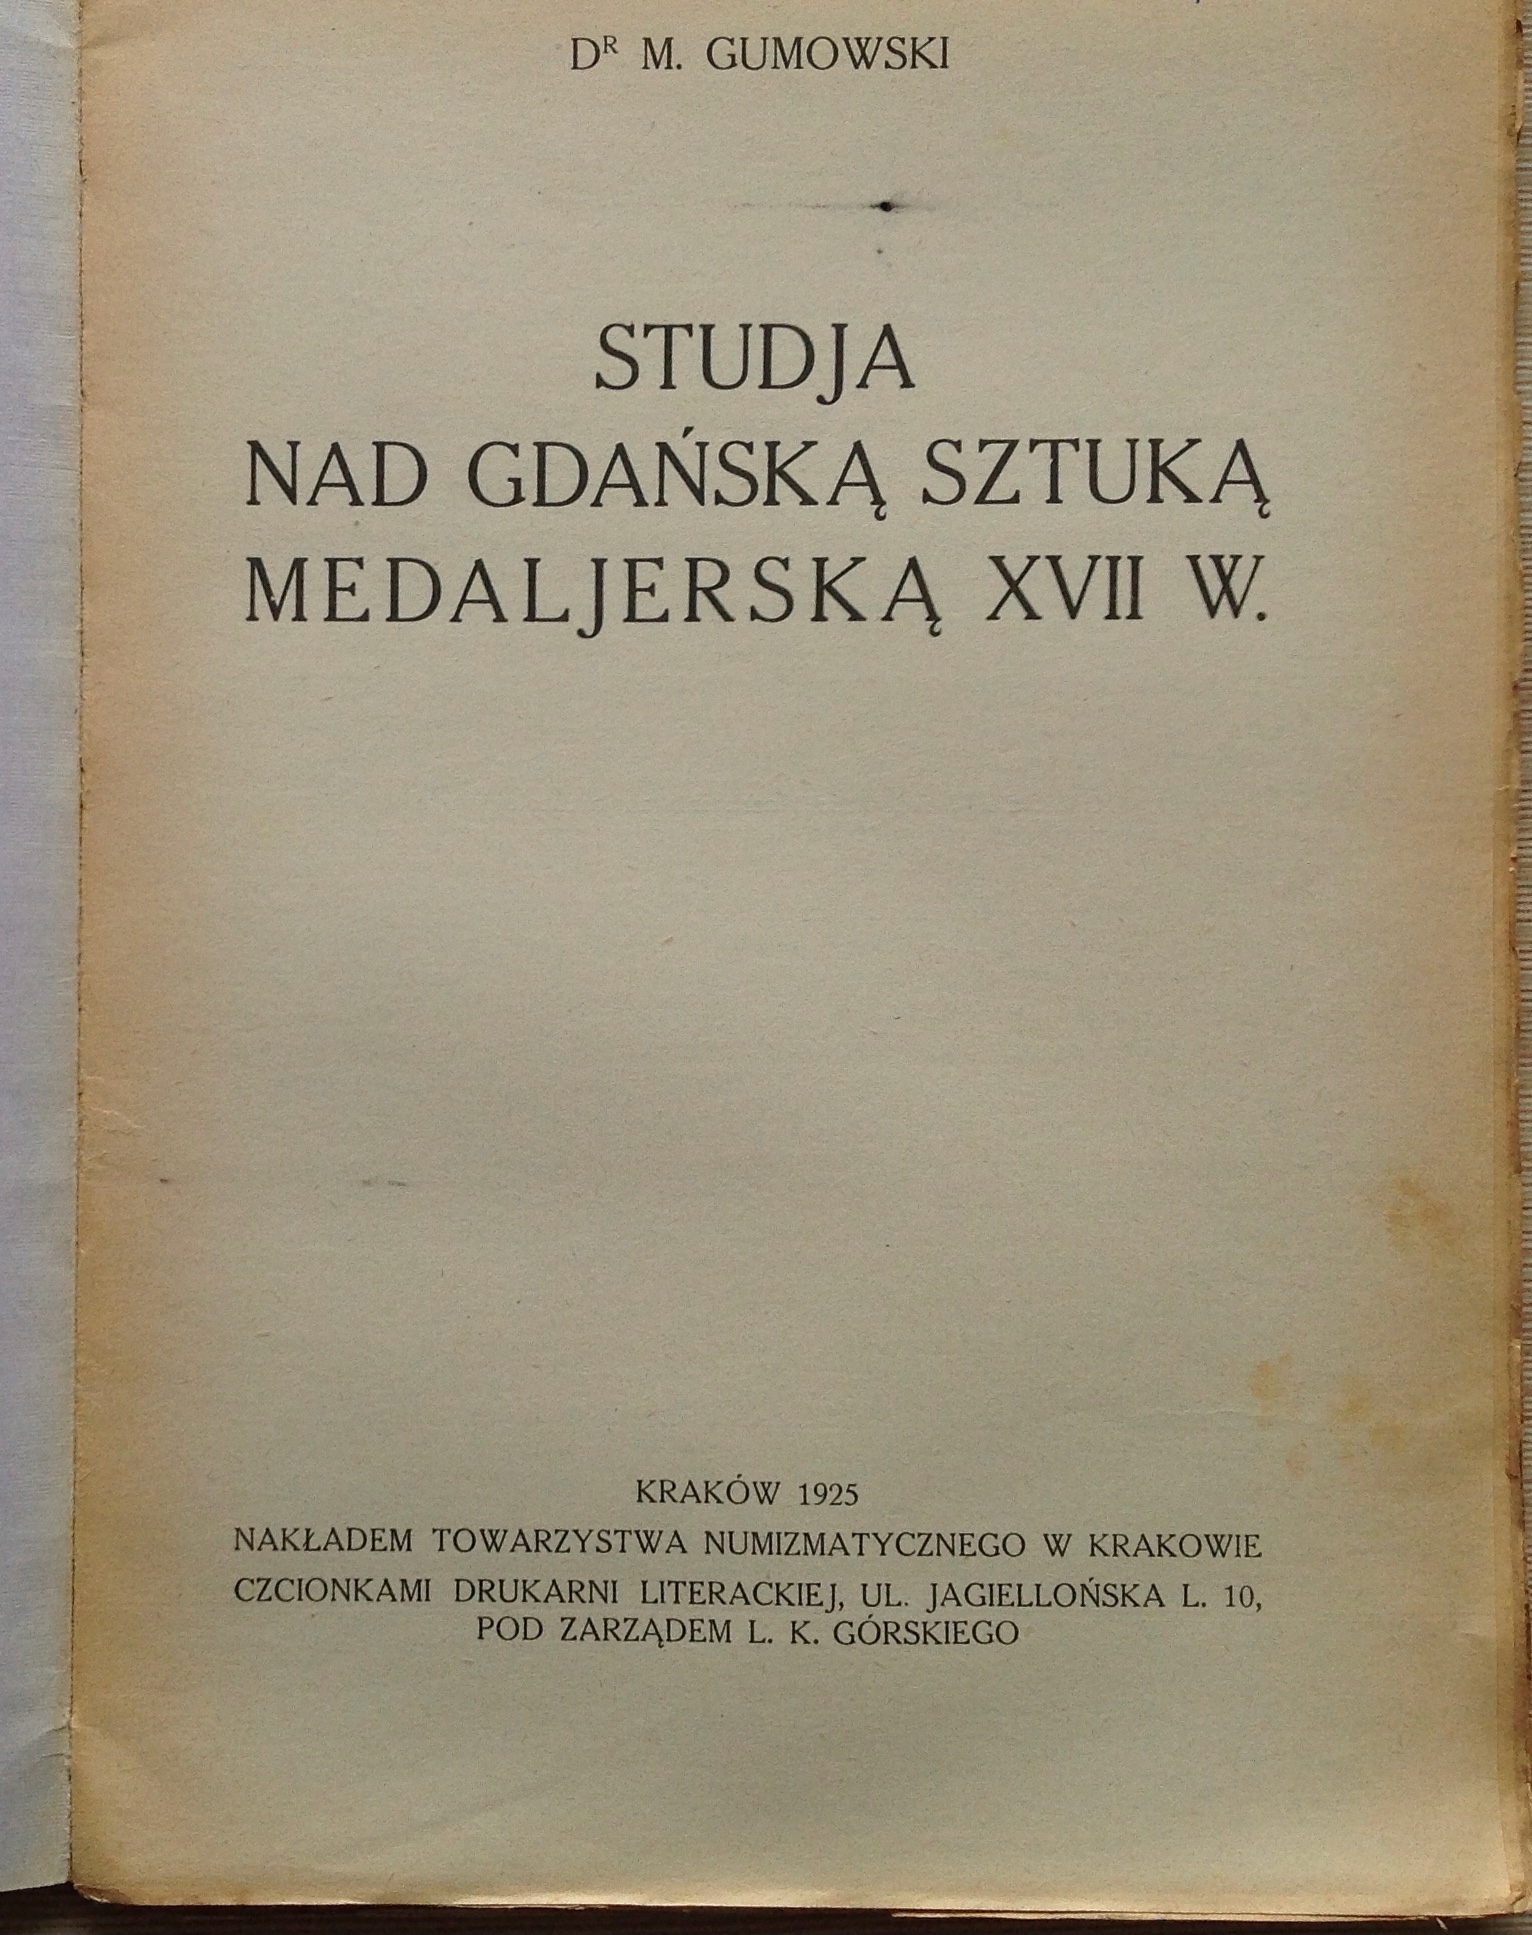 Dʳ M. GUMOWSKI
STUDJA
NAD GDAŃSKĄ SZTUKĄ
MEDALJERSKĄ XVII W.
KRAKÓW 1925
NAKŁADEM TOWARZYSTWA NUMIZMATYCZNEGO W KRAKOWIE
CZCIONKAMI DRUKARNI LITERACKIEJ, UL. JAGIELLOŃSKA L. 10,
POD ZARZĄDEM L. K. GÓRSKIEGO